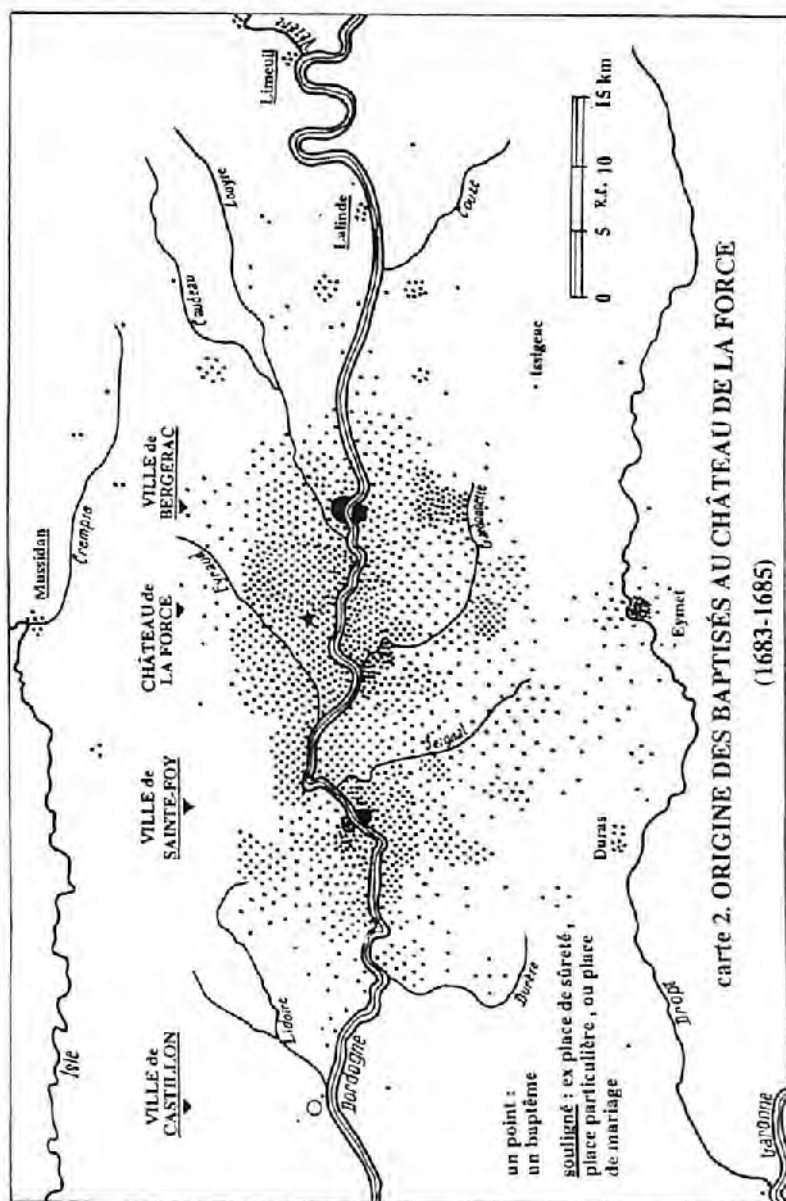 Mussidan
Isle
Crempse
VILLE de
CASTILLON
VILLE de
SAINTE-FOY
CHÂTEAU de
LA FORCE
VILLE de
BERGERAC
Lidoire
Eyraud
Caudeau
Louyre
Limeuil
Lalinde
Dordogne
Couze
Durèze
Seignal
Issigeac
un point :
un baptême
souligné : ex place de sûreté,
place particulière, ou place
de mariage
Duras
Eymet
0 5 10 15 km
E.L.
Dropt
Garonne
carte 2. ORIGINE DES BAPTISÉS AU CHÂTEAU DE LA FORCE
(1683-1685)